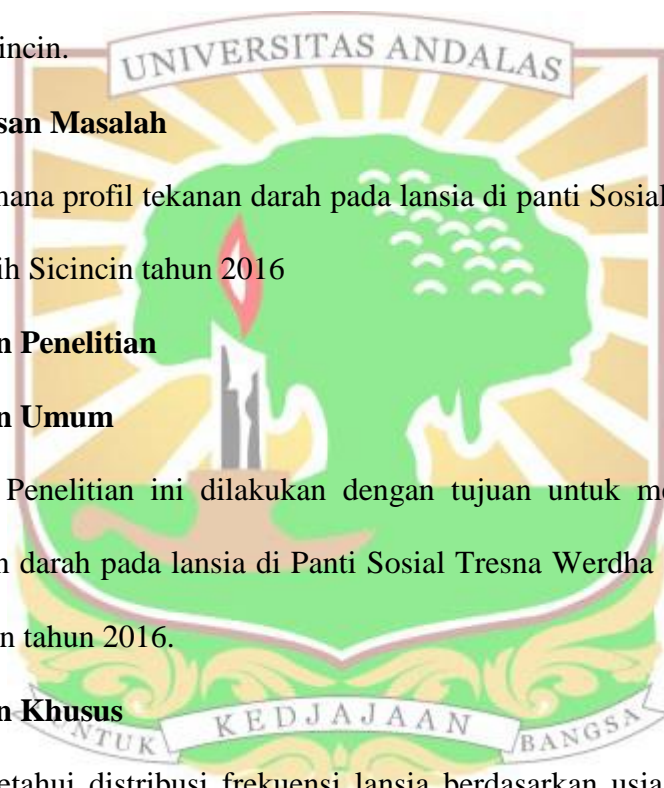 incin.
UNIVERSITAS ANDALAS
san Masalah
nana profil tekanan darah pada lansia di panti Sosial
ih Sicincin tahun 2016
n Penelitian
n Umum
Penelitian ini dilakukan dengan tujuan untuk me
n darah pada lansia di Panti Sosial Tresna Werdha
n tahun 2016.
n Khusus
UNTUK KEDJAJAAN BANGSA
etahui distribusi frekuensi lansia berdasarkan usia